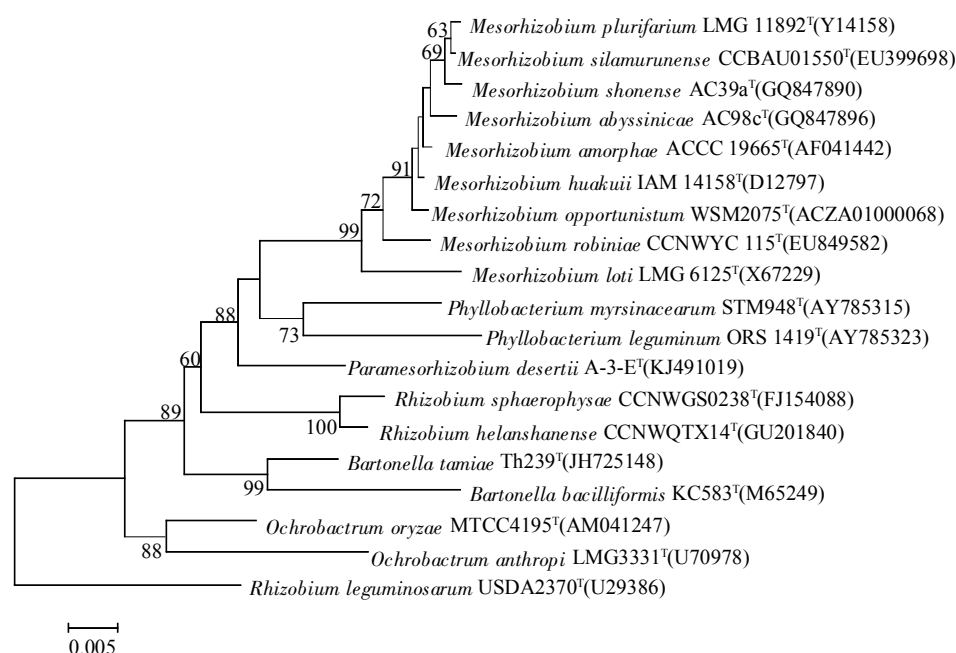 63
Mesorhizobium plurifarium LMG 11892ᵀ(Y14158)
69
Mesorhizobium silamurunense CCBAU01550ᵀ(EU399698)
Mesorhizobium shonense AC39aᵀ(GQ847890)
Mesorhizobium abyssinicae AC98cᵀ(GQ847896)
Mesorhizobium amorphae ACCC 19665ᵀ(AF041442)
91
Mesorhizobium huakuii IAM 14158ᵀ(D12797)
72
Mesorhizobium opportunistum WSM2075ᵀ(ACZA01000068)
99
Mesorhizobium robiniae CCNWYC 115ᵀ(EU849582)
Mesorhizobium loti LMG 6125ᵀ(X67229)
Phyllobacterium myrsinacearum STM948ᵀ(AY785315)
88
73
Phyllobacterium leguminum ORS 1419ᵀ(AY785323)
60
Paramesorhizobium desertii A-3-Eᵀ(KJ491019)
Rhizobium sphaerophysae CCNWGS0238ᵀ(FJ154088)
89
100
Rhizobium helanshanense CCNWQTX14ᵀ(GU201840)
Bartonella tamiae Th239ᵀ(JH725148)
99
Bartonella bacilliformis KC583ᵀ(M65249)
Ochrobactrum oryzae MTCC4195ᵀ(AM041247)
88
Ochrobactrum anthropi LMG3331ᵀ(U70978)
Rhizobium leguminosarum USDA2370ᵀ(U29386)
0.005